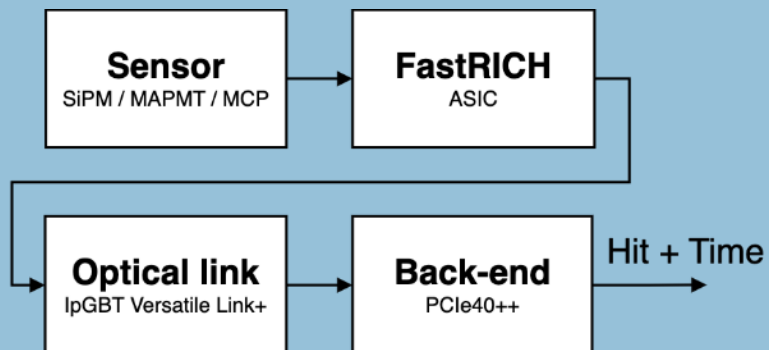 Sensor
SiPM / MAPMT / MCP
FastRICH
ASIC
Optical link
lpGBT Versatile Link+
Back-end
PCIe40++
Hit + Time